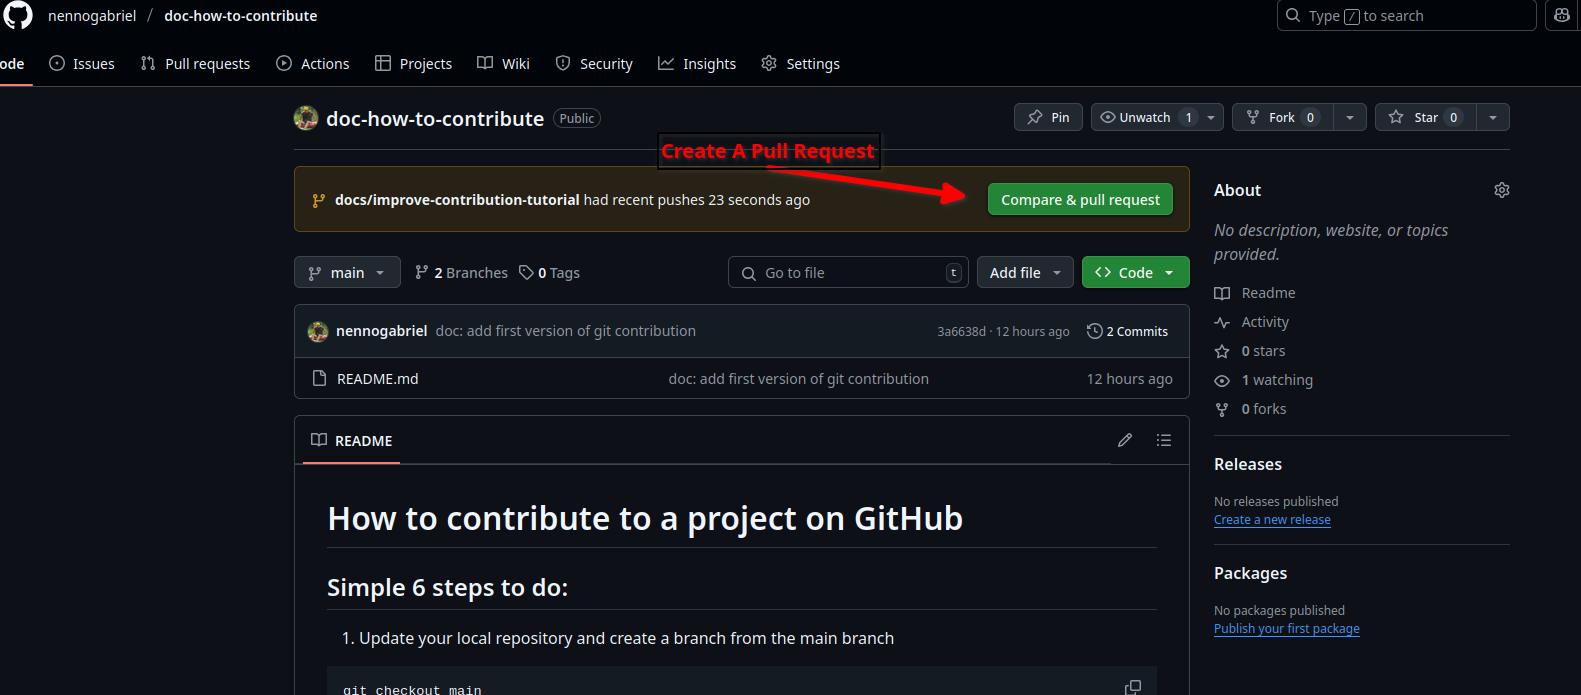 nennogabriel / doc-how-to-contribute
Type / to search
ode Issues Pull requests Actions Projects Wiki Security Insights Settings
doc-how-to-contribute Public
Pin Unwatch 1 Fork 0 Star 0
Create A Pull Request
docs/improve-contribution-tutorial had recent pushes 23 seconds ago
Compare & pull request
main 2 Branches 0 Tags
Go to file t Add file <> Code
nennogabriel doc: add first version of git contribution 3a6638d · 12 hours ago 2 Commits
README.md doc: add first version of git contribution 12 hours ago
README
How to contribute to a project on GitHub
Simple 6 steps to do:
1. Update your local repository and create a branch from the main branch
git checkout main
About
No description, website, or topics
provided.
Readme
Activity
0 stars
1 watching
0 forks
Releases
No releases published
Create a new release
Packages
No packages published
Publish your first package